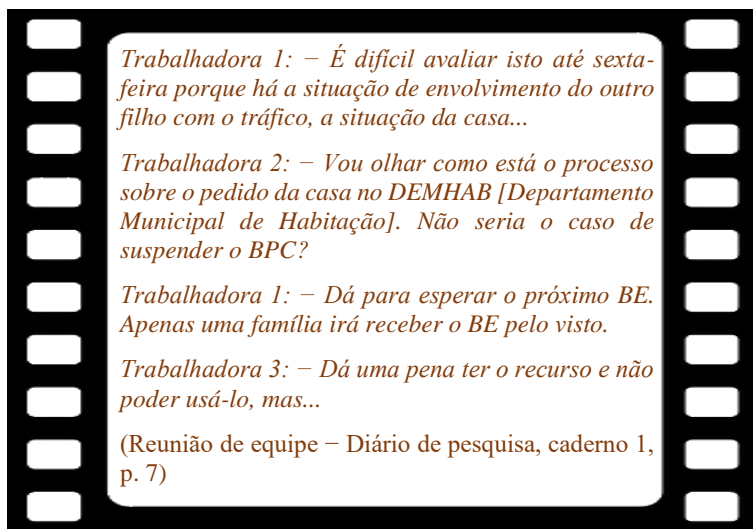 Trabalhadora 1: − É difícil avaliar isto até sexta-
feira porque há a situação de envolvimento do outro
filho com o tráfico, a situação da casa...
Trabalhadora 2: − Vou olhar como está o processo
sobre o pedido da casa no DEMHAB [Departamento
Municipal de Habitação]. Não seria o caso de
suspender o BPC?
Trabalhadora 1: − Dá para esperar o próximo BE.
Apenas uma família irá receber o BE pelo visto.
Trabalhadora 3: − Dá uma pena ter o recurso e não
poder usá-lo, mas...
(Reunião de equipe − Diário de pesquisa, caderno 1,
p. 7)